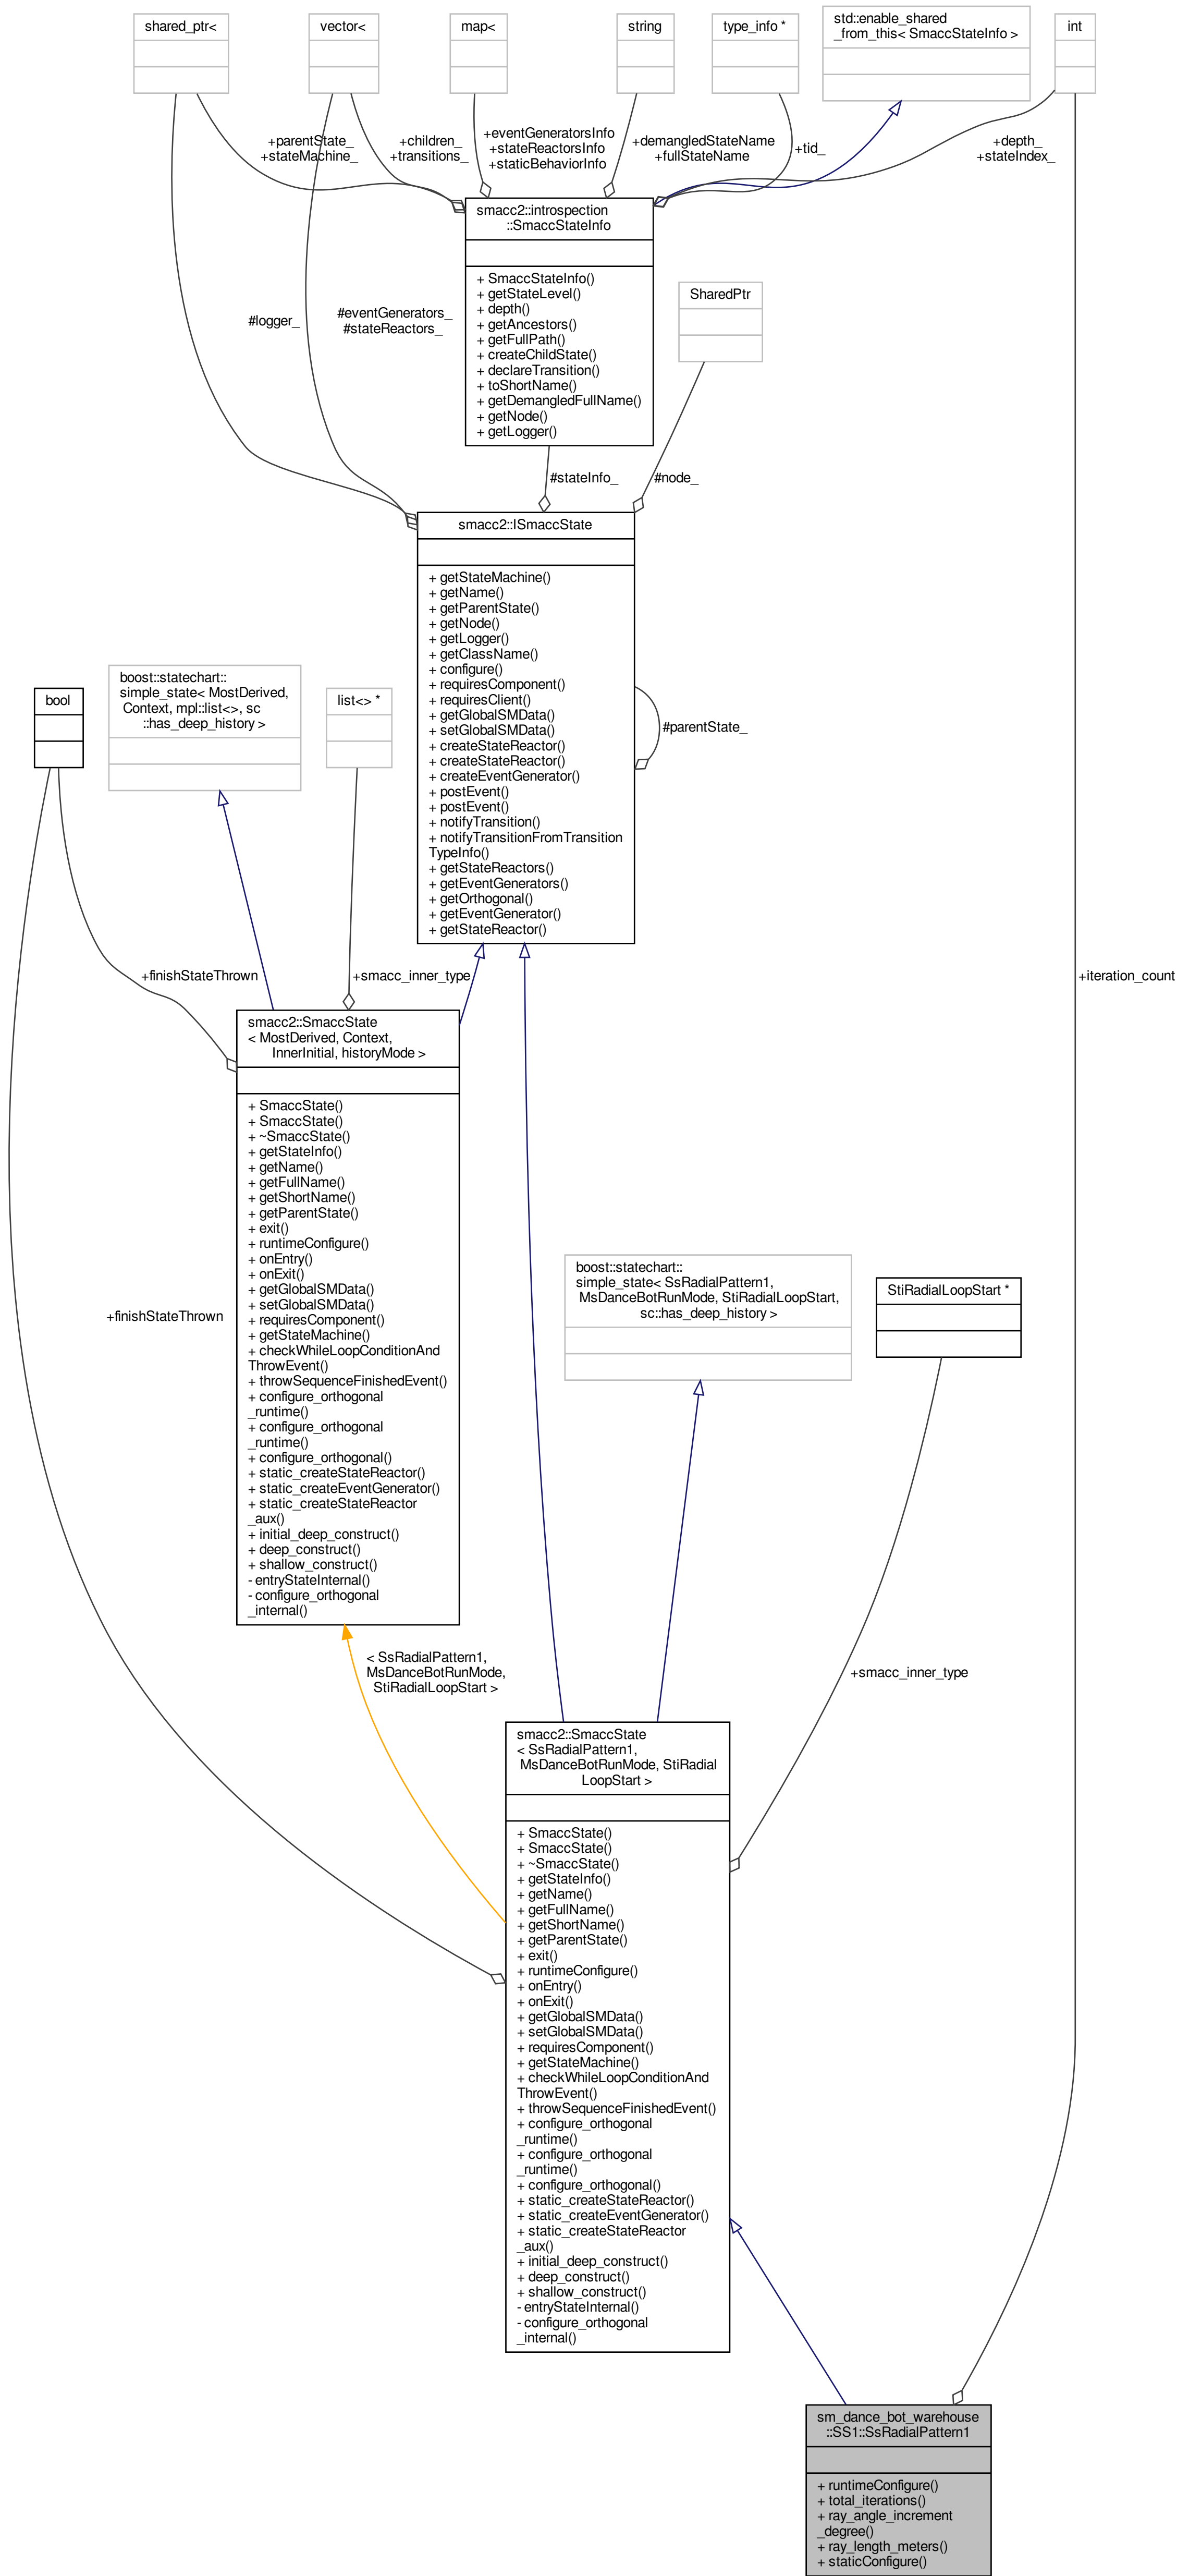 shared_ptr<
vector<
map<
string
type_info *
std::enable_shared
_from_this< SmaccStateInfo >
int
+parentState_
+stateMachine_
+children_
+transitions_
+eventGeneratorsInfo
+stateReactorsInfo
+staticBehaviorInfo
+demangledStateName
+fullStateName
+tid_
+depth_
+stateIndex_
smacc2::introspection
::SmaccStateInfo
+ SmaccStateInfo()
+ getStateLevel()
+ depth()
+ getAncestors()
+ getFullPath()
+ createChildState()
+ declareTransition()
+ toShortName()
+ getDemangledFullName()
+ getNode()
+ getLogger()
SharedPtr
#logger_
#eventGenerators_
#stateReactors_
#stateInfo_
#node_
smacc2::ISmaccState
+ getStateMachine()
+ getName()
+ getParentState()
+ getNode()
+ getLogger()
+ getClassName()
+ configure()
+ requiresComponent()
+ requiresClient()
+ getGlobalSMData()
+ setGlobalSMData()
+ createStateReactor()
+ createStateReactor()
+ createEventGenerator()
+ postEvent()
+ postEvent()
+ notifyTransition()
+ notifyTransitionFromTransition
TypeInfo()
+ getStateReactors()
+ getEventGenerators()
+ getOrthogonal()
+ getEventGenerator()
+ getStateReactor()
#parentState_
bool
boost::statechart::
simple_state< MostDerived,
Context, mpl::list<>, sc
::has_deep_history >
list<> *
+finishStateThrown
+smacc_inner_type
+iteration_count
smacc2::SmaccState
< MostDerived, Context,
InnerInitial, historyMode >
+ SmaccState()
+ SmaccState()
+ ~SmaccState()
+ getStateInfo()
+ getName()
+ getFullName()
+ getShortName()
+ getParentState()
+ exit()
+ runtimeConfigure()
+ onEntry()
+ onExit()
+ getGlobalSMData()
+ setGlobalSMData()
+ requiresComponent()
+ getStateMachine()
+ checkWhileLoopConditionAnd
ThrowEvent()
+ throwSequenceFinishedEvent()
+ configure_orthogonal
_runtime()
+ configure_orthogonal
_runtime()
+ configure_orthogonal()
+ static_createStateReactor()
+ static_createEventGenerator()
+ static_createStateReactor
_aux()
+ initial_deep_construct()
+ deep_construct()
+ shallow_construct()
- entryStateInternal()
- configure_orthogonal
_internal()
+finishStateThrown
boost::statechart::
simple_state< SsRadialPattern1,
MsDanceBotRunMode, StiRadialLoopStart,
sc::has_deep_history >
StiRadialLoopStart *
< SsRadialPattern1,
MsDanceBotRunMode,
StiRadialLoopStart >
+smacc_inner_type
smacc2::SmaccState
< SsRadialPattern1,
MsDanceBotRunMode, StiRadial
LoopStart >
+ SmaccState()
+ SmaccState()
+ ~SmaccState()
+ getStateInfo()
+ getName()
+ getFullName()
+ getShortName()
+ getParentState()
+ exit()
+ runtimeConfigure()
+ onEntry()
+ onExit()
+ getGlobalSMData()
+ setGlobalSMData()
+ requiresComponent()
+ getStateMachine()
+ checkWhileLoopConditionAnd
ThrowEvent()
+ throwSequenceFinishedEvent()
+ configure_orthogonal
_runtime()
+ configure_orthogonal
_runtime()
+ configure_orthogonal()
+ static_createStateReactor()
+ static_createEventGenerator()
+ static_createStateReactor
_aux()
+ initial_deep_construct()
+ deep_construct()
+ shallow_construct()
- entryStateInternal()
- configure_orthogonal
_internal()
sm_dance_bot_warehouse
::SS1::SsRadialPattern1
+ runtimeConfigure()
+ total_iterations()
+ ray_angle_increment
_degree()
+ ray_length_meters()
+ staticConfigure()